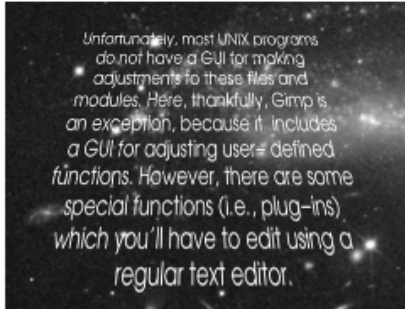 Unfortunately, most UNIX programs
do not have a GUI for making
adjustments to these files and
modules. Here, thankfully, Gimp is
an exception, because it includes
a GUI for adjusting user- defined
functions. However, there are some
special functions (i.e., plug-ins)
which you'll have to edit using a
regular text editor.